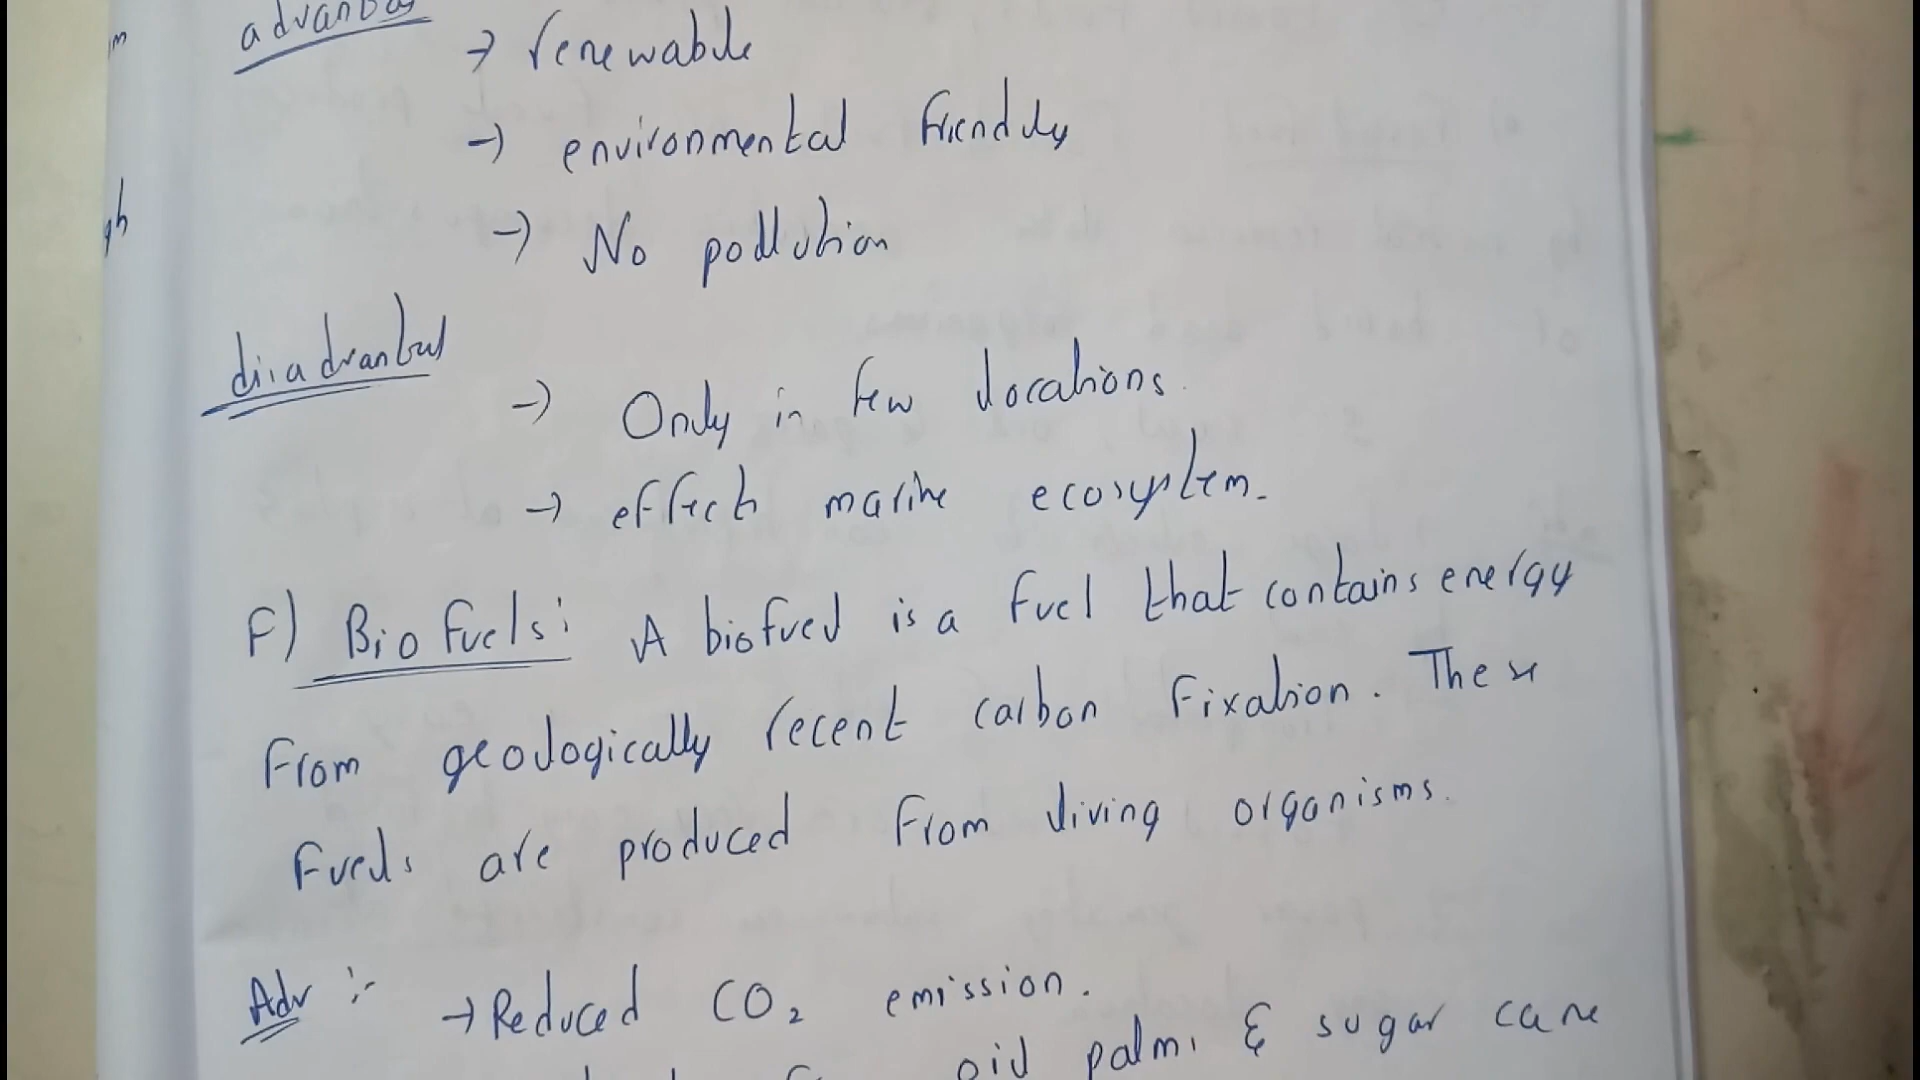 → renewable
→ environmental friendly
→ No pollution
→ Only in few locations.
→ effect marine ecosystem.
F) Bio fuels: A biofuel is a fuel that contains energy
from geologically recent carbon fixation. These
fuels are produced from living organisms.
Adv :- → Reduced CO₂ emission.
oil palm, & sugar cane